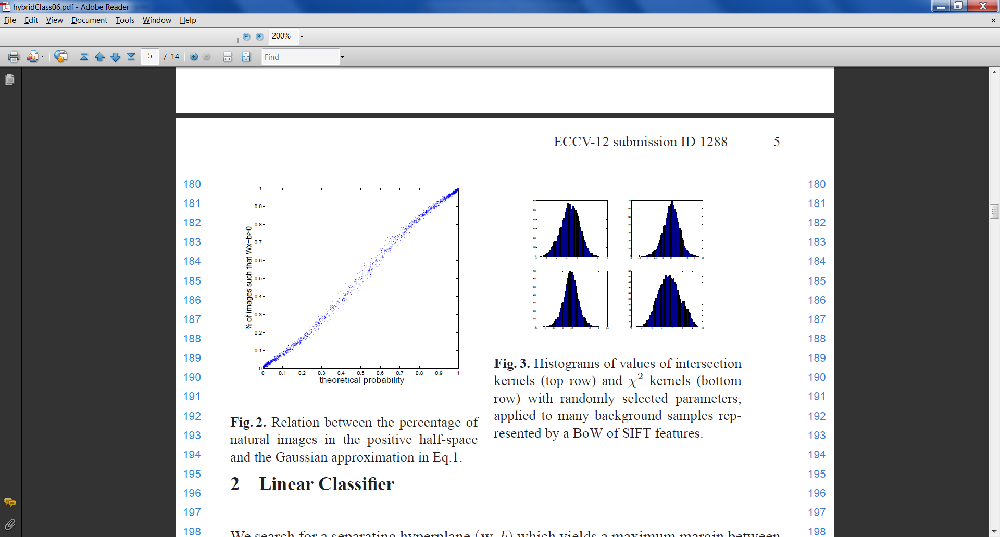 hybridClass06.pdf - Adobe Reader
File Edit View Document Tools Window Help
200%
5 / 14 Find
ECCV-12 submission ID 1288 5
180 180
181 181
182 182
183 183
184 184
185 185
186 186
187 187
188 188
189 189
190 190
191 191
192 192
193 193
194 194
195 195
196 196
197 197
198 198
% of images such that Wx-b>0
1
0.9
0.8
0.7
0.6
0.5
0.4
0.3
0.2
0.1
0
0 0.1 0.2 0.3 0.4 0.5 0.6 0.7 0.8 0.9 1
theoretical probability
Fig. 2. Relation between the percentage of
natural images in the positive half-space
and the Gaussian approximation in Eq.1.
Fig. 3. Histograms of values of intersection
kernels (top row) and χ² kernels (bottom
row) with randomly selected parameters,
applied to many background samples rep-
resented by a BoW of SIFT features.
2 Linear Classifier
We search for a separating hyperplane (w, b) which yields a maximum margin between